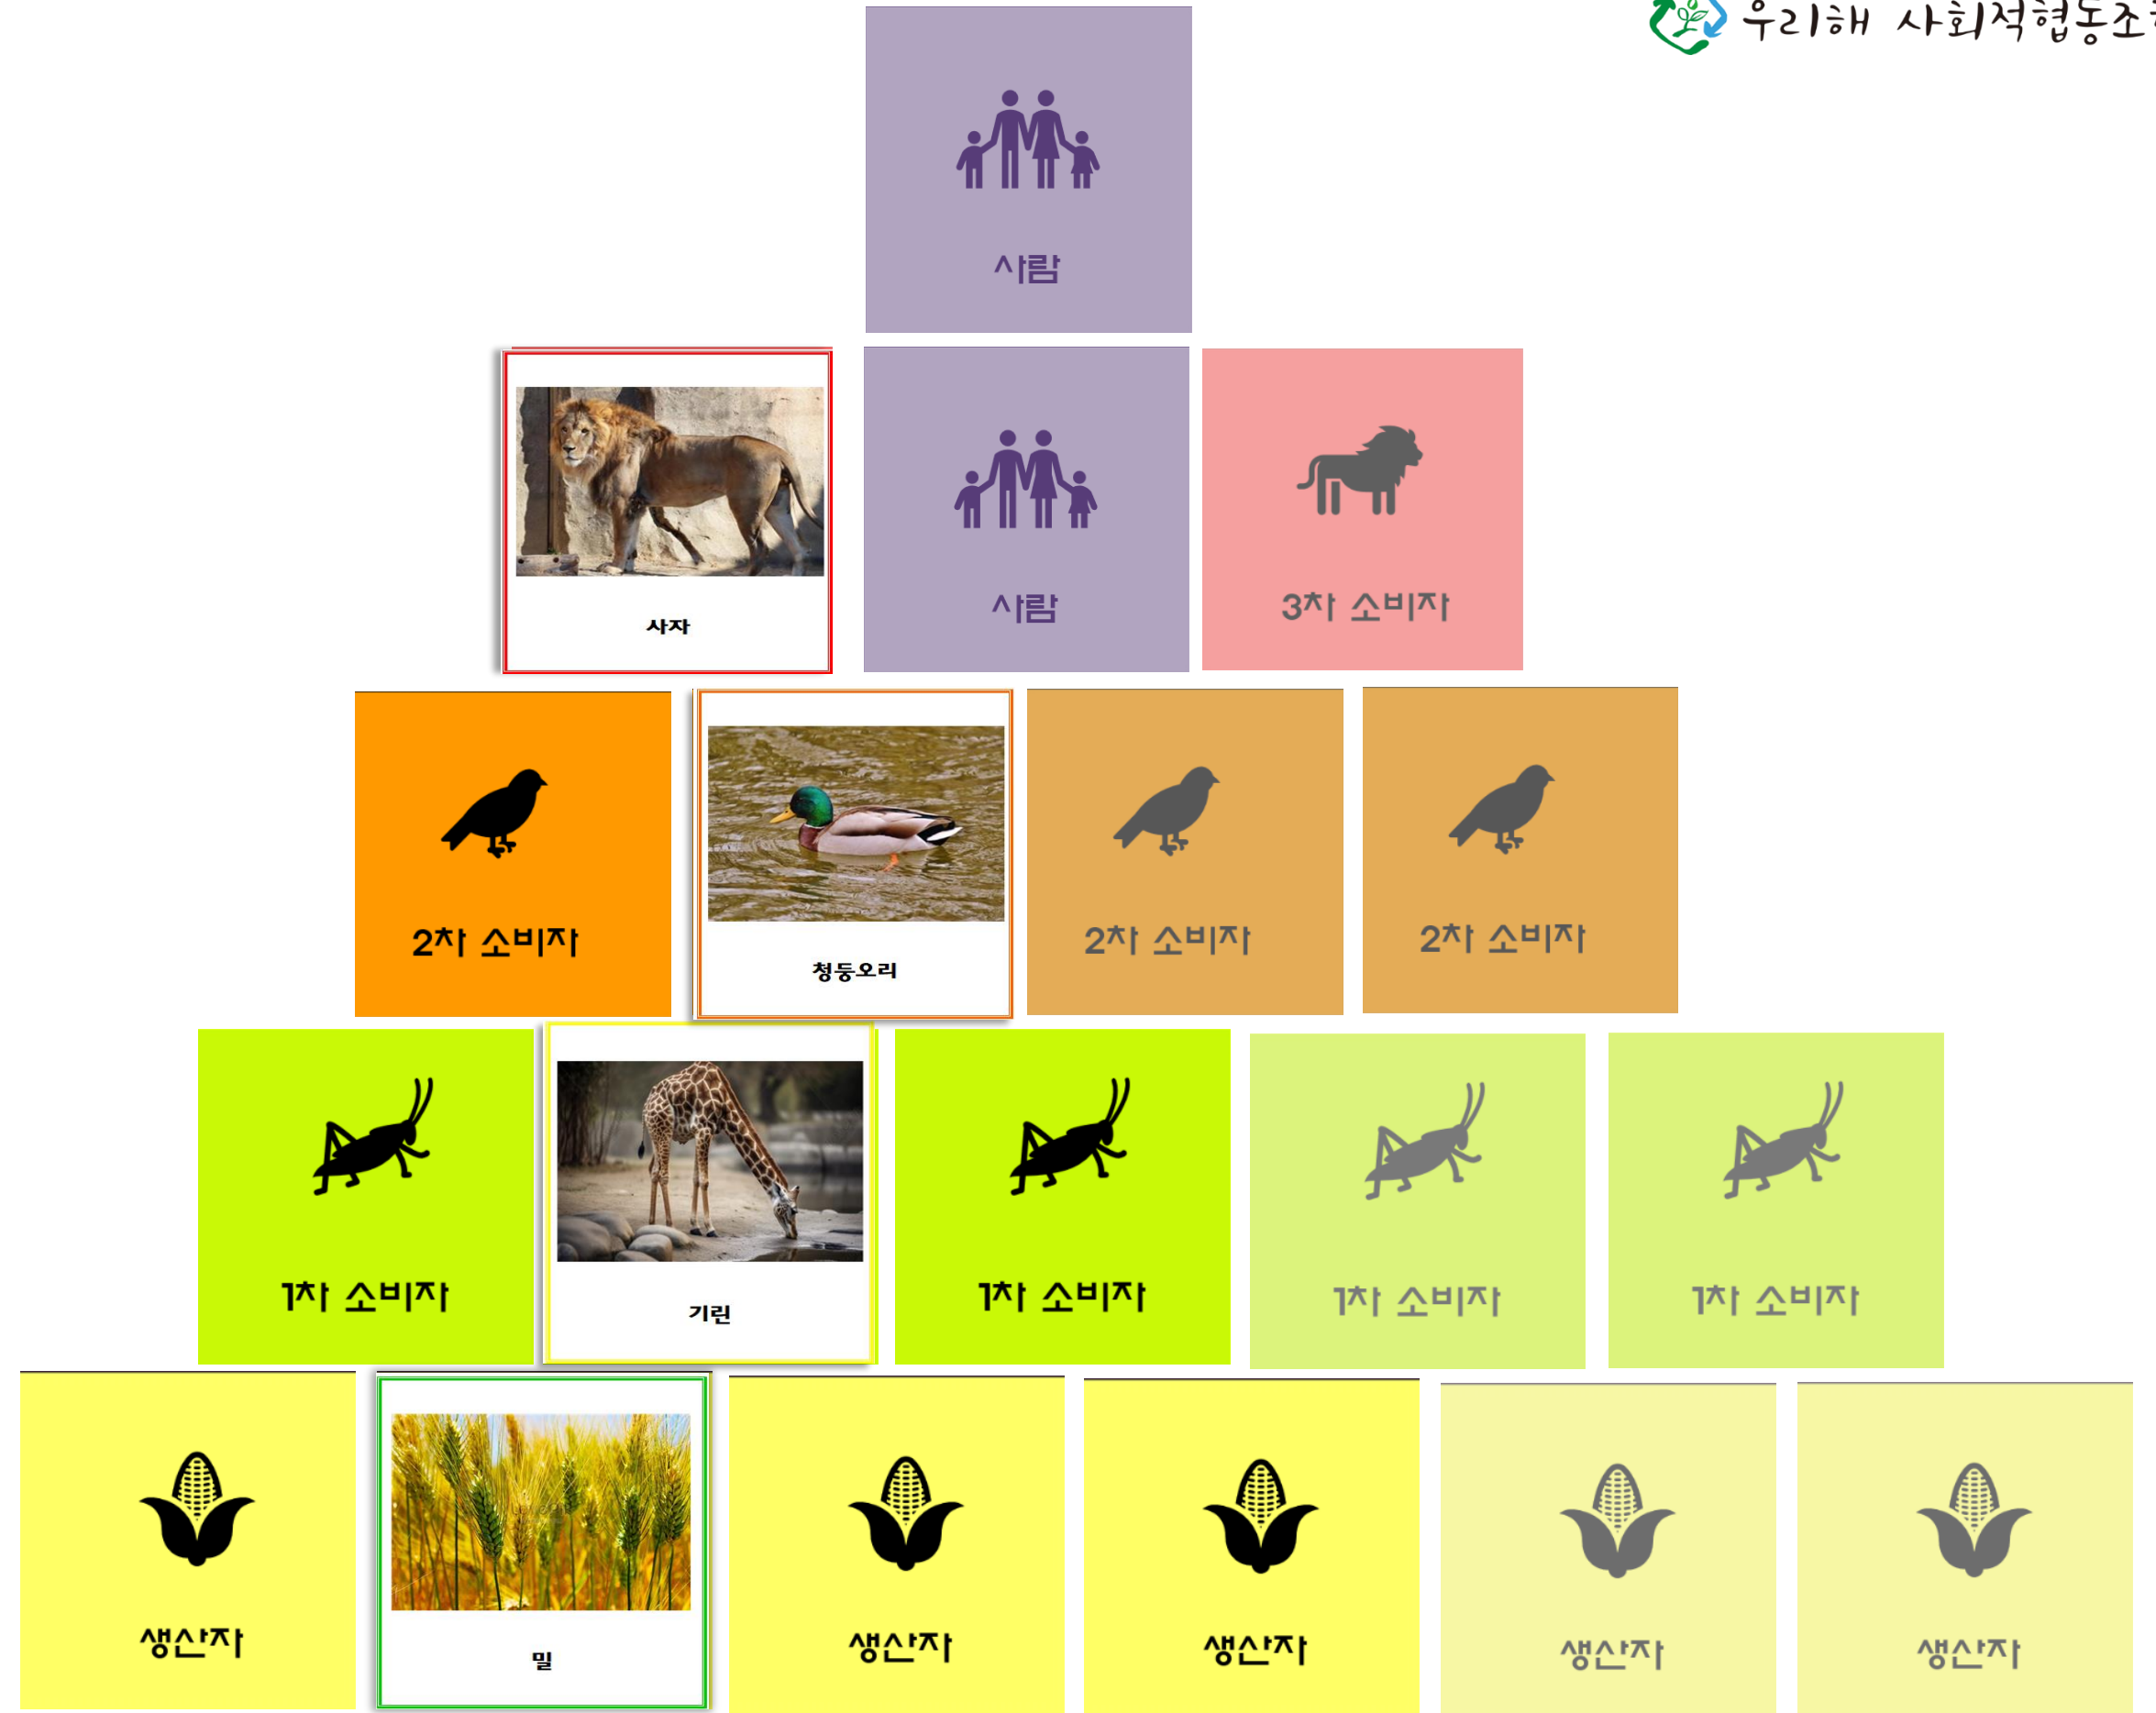 우리해 사회적협동조
사람
사자
사람
3차 소비자
2차 소비자
청둥오리
2차 소비자
2차 소비자
1차 소비자
기린
1차 소비자
1차 소비자
1차 소비자
생산자
밀
생산자
생산자
생산자
생산자